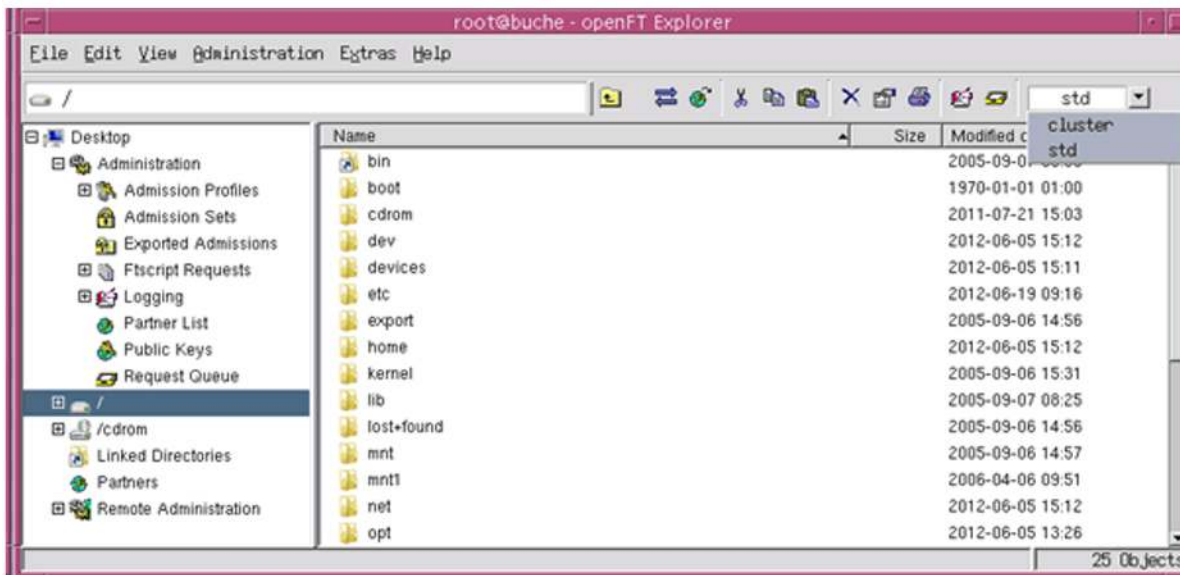 root@buche - openFT Explorer
File Edit View Administration Extras Help
/
std
cluster
std
Desktop
Administration
Admission Profiles
Admission Sets
Exported Admissions
Ftscript Requests
Logging
Partner List
Public Keys
Request Queue
/
/cdrom
Linked Directories
Partners
Remote Administration
Name Size Modified
bin
boot 1970-01-01 01:00
cdrom 2011-07-21 15:03
dev 2012-06-05 15:12
devices 2012-06-05 15:11
etc 2012-06-19 09:16
export 2005-09-06 14:56
home 2012-06-05 15:12
kernel 2005-09-06 15:31
lib 2005-09-07 08:25
lost+found 2005-09-06 14:56
mnt 2005-09-06 14:57
mnt1 2006-04-06 09:51
net 2012-06-05 15:12
opt 2012-06-05 13:26
25 Objects